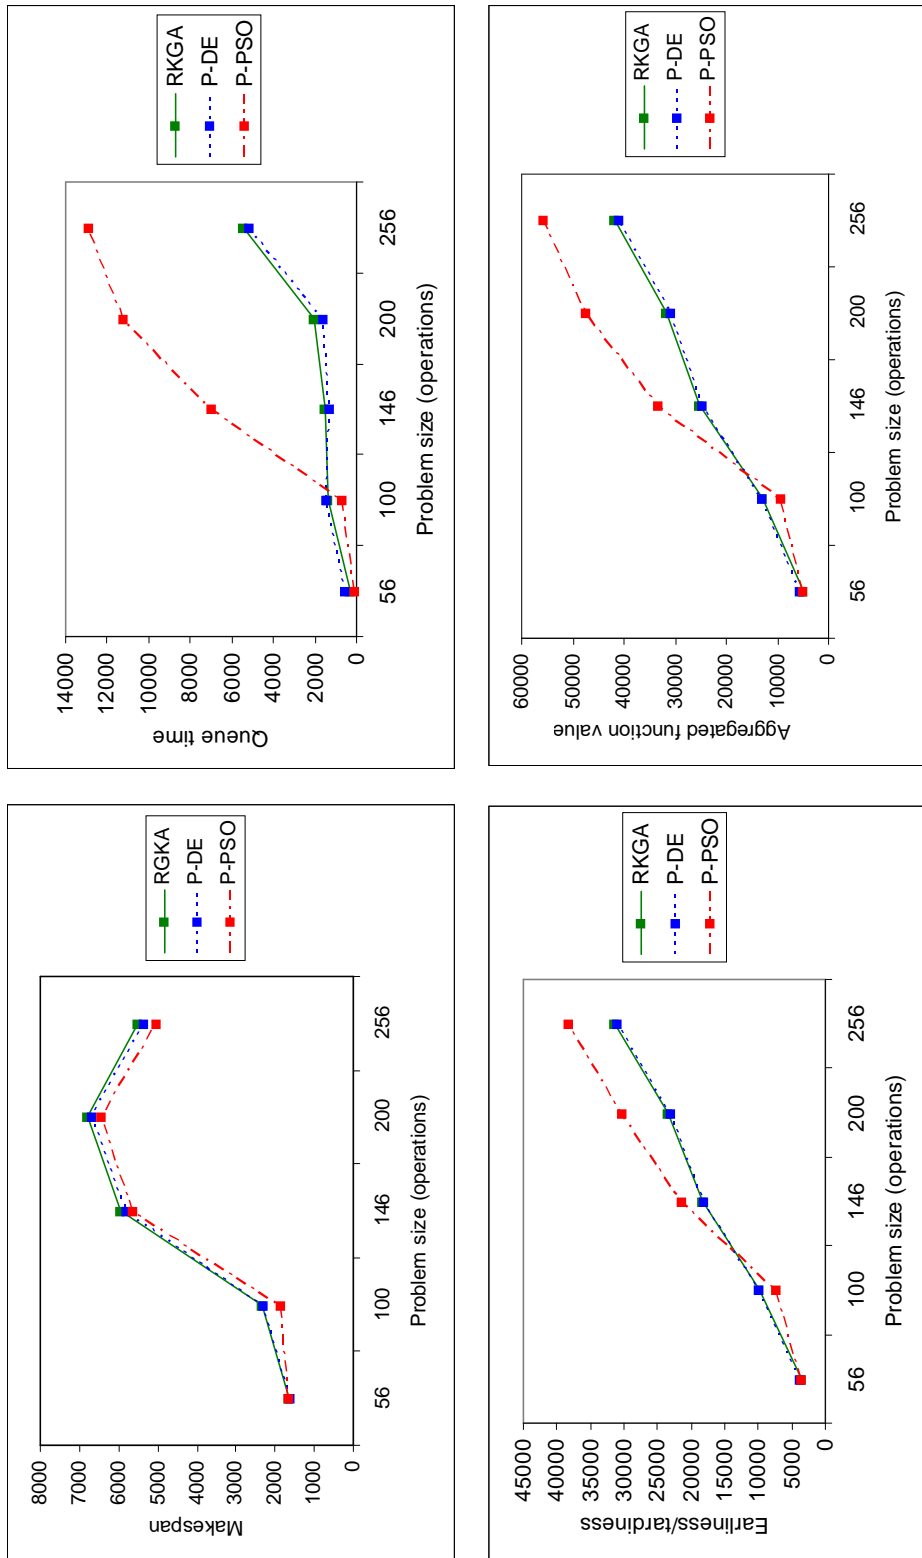 8000
7000
6000
5000
4000
3000
2000
1000
0
Makespan
56
100
146
200
256
Problem size (operations)
RGKA
P-DE
P-PSO
14000
12000
10000
8000
6000
4000
2000
0
Queue time
56
100
146
200
256
Problem size (operations)
RKGA
P-DE
P-PSO
45000
40000
35000
30000
25000
20000
15000
10000
5000
0
Earliness/tardiness
56
100
146
200
256
Problem size (operations)
RKGA
P-DE
P-PSO
60000
50000
40000
30000
20000
10000
0
Aggregated function value
56
100
146
200
256
Problem size (operations)
RKGA
P-DE
P-PSO